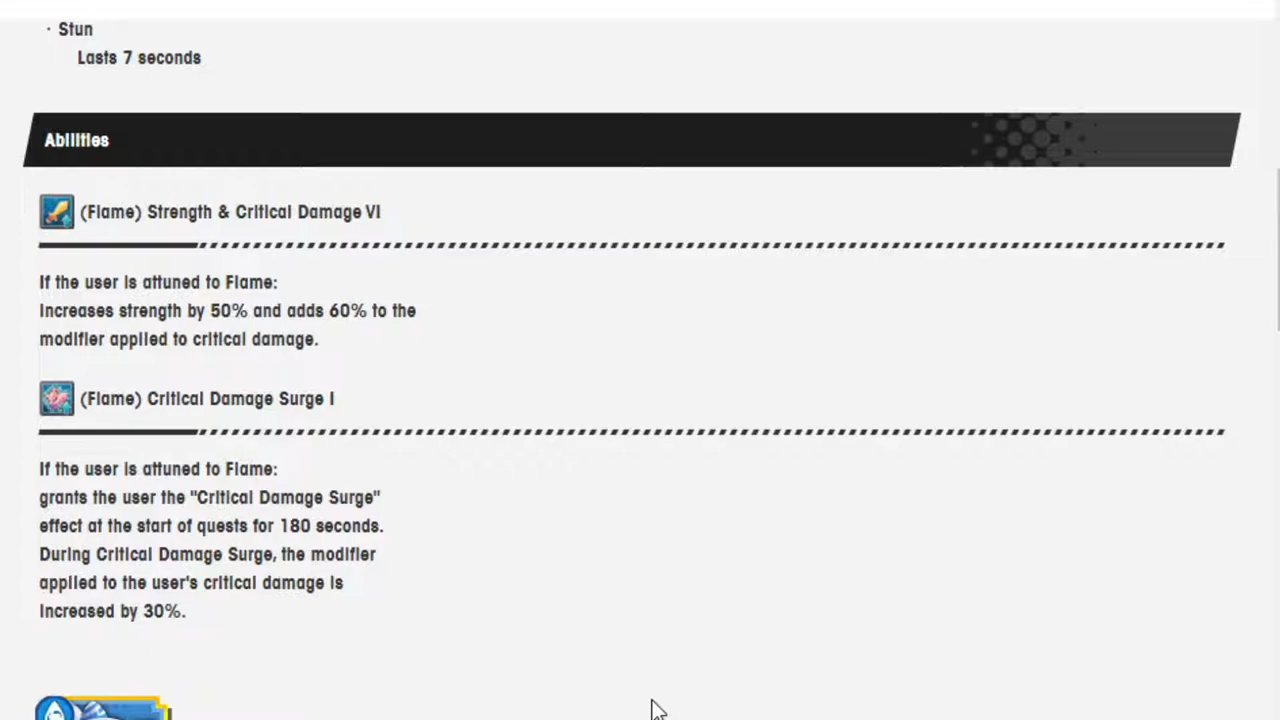 · Stun
Lasts 7 seconds
Abilities
(Flame) Strength & Critical Damage VI
If the user is attuned to Flame:
Increases strength by 50% and adds 60% to the
modifier applied to critical damage.
(Flame) Critical Damage Surge I
If the user is attuned to Flame:
grants the user the "Critical Damage Surge"
effect at the start of quests for 180 seconds.
During Critical Damage Surge, the modifier
applied to the user's critical damage is
increased by 30%.